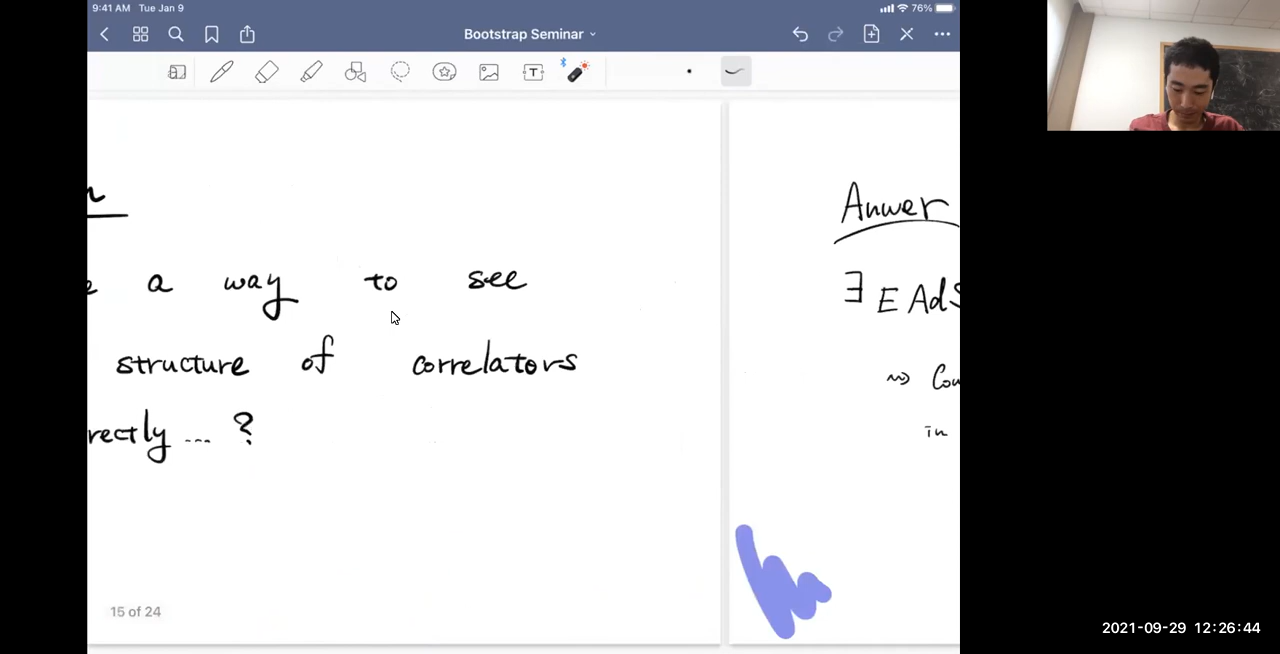 9:41 AM Tue Jan 9
76%
Bootstrap Seminar
a way to see
structure of correlators
rectly ... ?
15 of 24
Anwer
∃ EAdS
⇝ Cou
in
2021-09-29 12:26:44